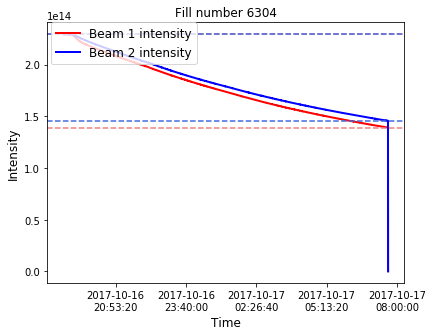 Fill number 6304
1e14
Beam 1 intensity
Beam 2 intensity
2.0
1.5
1.0
0.5
0.0
Intensity
2017-10-16
20:53:20
2017-10-16
23:40:00
2017-10-17
02:26:40
2017-10-17
05:13:20
2017-10-17
08:00:00
Time